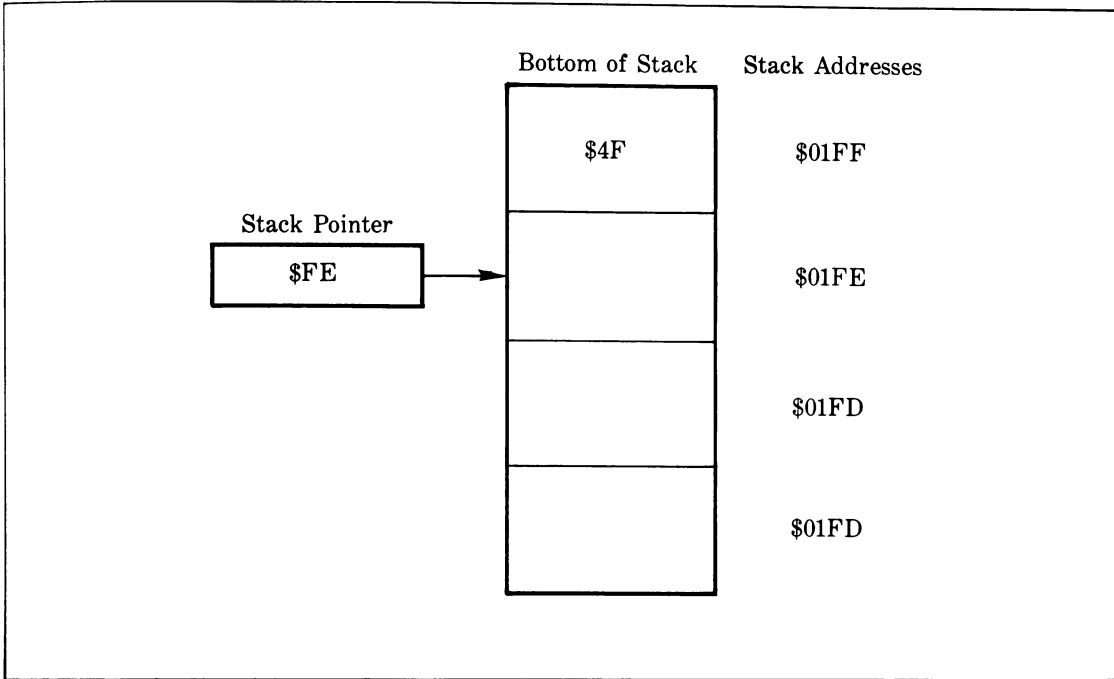 Bottom of Stack
Stack Addresses
$4F
$01FF
Stack Pointer
$FE
$01FE
$01FD
$01FD